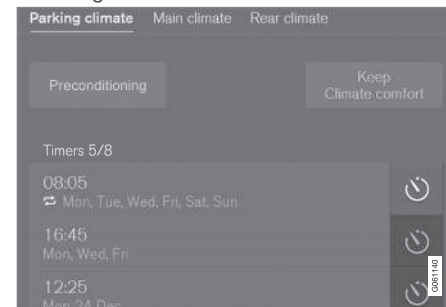 Parking climate Main climate Rear climate
Preconditioning
Keep
Climate comfort
Timers 5/8
08:05
Mon, Tue, Wed, Fri, Sat, Sun
16:45
Mon, Wed, Fri
12:25
Mon 24 Dec
G061140